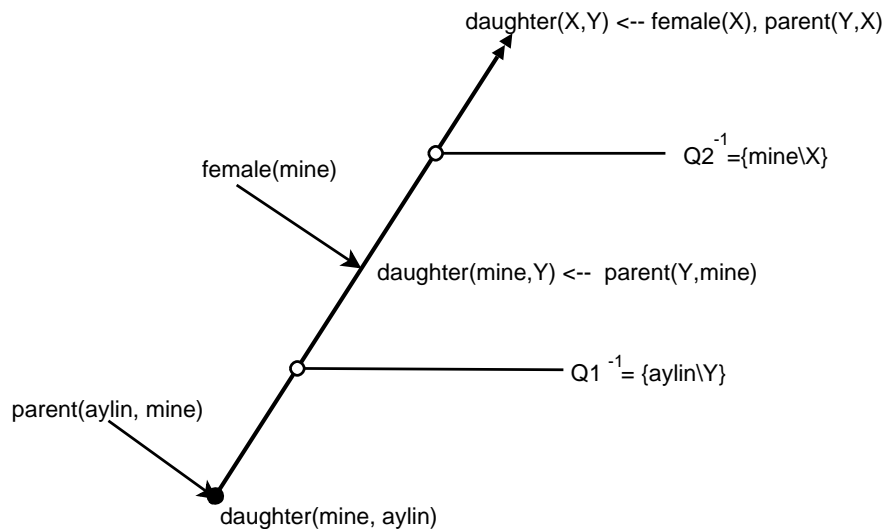 daughter(X,Y) <-- female(X), parent(Y,X)
Q2 -1 ={mine\X}
female(mine)
daughter(mine,Y) <-- parent(Y,mine)
Q1 -1 = {aylin\Y}
parent(aylin, mine)
daughter(mine, aylin)